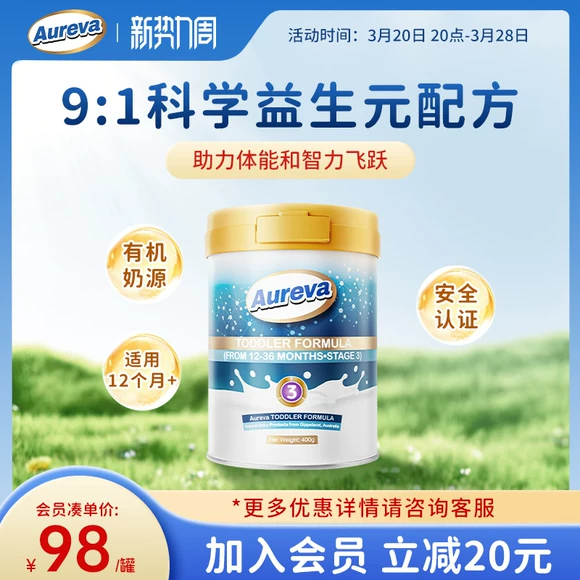 Aureva
新势力周
活动时间：3月20日 20点-3月28日
9:1科学益生元配方
助力体能和智力飞跃
有机
奶源
安全
认证
适用
12个月+
Aureva
TODDLER FORMULA
(FROM 12-36 MONTHS•STAGE 3)
3
Aureva TODDLER FORMULA
Products from Gippsland, Australia
Net Weight: 400g
会员凑单价:
¥98/罐
*更多优惠详情请咨询客服
加入会员 立减20元